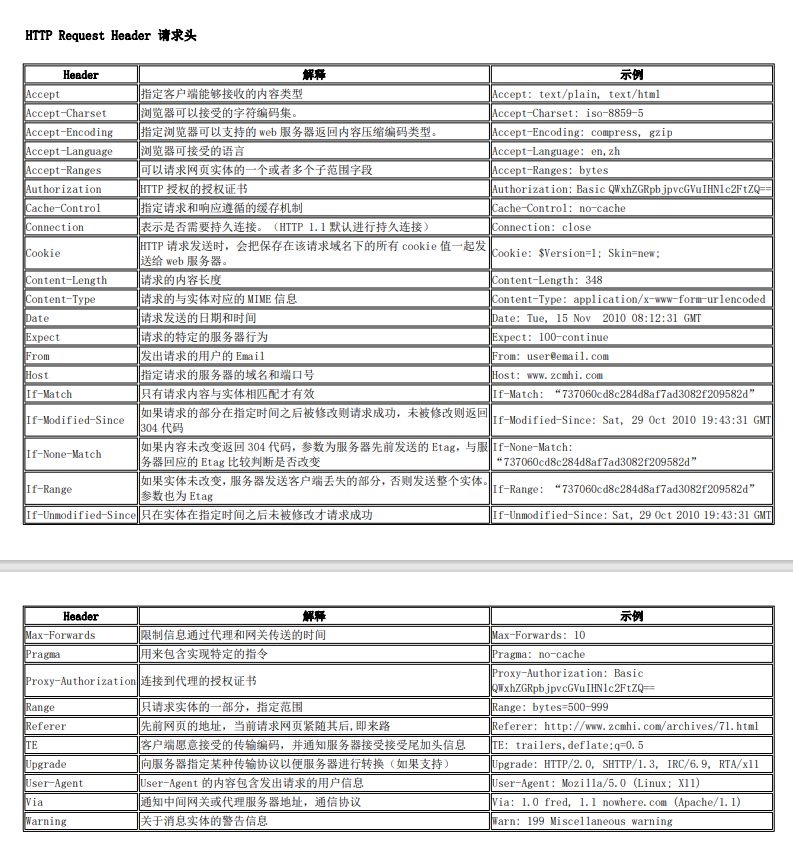 HTTP Request Header 请求头
Header 解释 示例
Accept 指定客户端能够接收的内容类型 Accept: text/plain, text/html
Accept-Charset 浏览器可以接受的字符编码集。 Accept-Charset: iso-8859-5
Accept-Encoding 指定浏览器可以支持的 web 服务器返回内容压缩编码类型。 Accept-Encoding: compress, gzip
Accept-Language 浏览器可接受的语言 Accept-Language: en,zh
Accept-Ranges 可以请求网页实体的一个或者多个子范围字段 Accept-Ranges: bytes
Authorization HTTP 授权的授权证书 Authorization: Basic QWxhZGRpbjpvcGVuIHNlc2FtZQ==
Cache-Control 指定请求和响应遵循的缓存机制 Cache-Control: no-cache
Connection 表示是否需要持久连接。（HTTP 1.1 默认进行持久连接） Connection: close
Cookie HTTP 请求发送时，会把保存在该请求域名下的所有 cookie 值一起发 Cookie: $Version=1; Skin=new;
送给 web 服务器。
Content-Length 请求的内容长度 Content-Length: 348
Content-Type 请求的与实体对应的 MIME 信息 Content-Type: application/x-www-form-urlencoded
Date 请求发送的日期和时间 Date: Tue, 15 Nov 2010 08:12:31 GMT
Expect 请求的特定的服务器行为 Expect: 100-continue
From 发出请求的用户的 Email From: user@email.com
Host 指定请求的服务器的域名和端口号 Host: www.zcmhi.com
If-Match 只有请求内容与实体相匹配才有效 If-Match: “737060cd8c284d8af7ad3082f209582d”
If-Modified-Since 如果请求的部分在指定时间之后被修改则请求成功，未被修改则返回 If-Modified-Since: Sat, 29 Oct 2010 19:43:31 GMT
304 代码
If-None-Match 如果内容未改变返回 304 代码，参数为服务器先前发送的 Etag，与服 If-None-Match:
务器回应的 Etag 比较判断是否改变 “737060cd8c284d8af7ad3082f209582d”
If-Range 如果实体未改变，服务器发送客户端丢失的部分，否则发送整个实体。 If-Range: “737060cd8c284d8af7ad3082f209582d”
参数也为 Etag
If-Unmodified-Since 只在实体在指定时间之后未被修改才请求成功 If-Unmodified-Since: Sat, 29 Oct 2010 19:43:31 GMT
Header 解释 示例
Max-Forwards 限制信息通过代理和网关传送的时间 Max-Forwards: 10
Pragma 用来包含实现特定的指令 Pragma: no-cache
Proxy-Authorization 连接到代理的授权证书 Proxy-Authorization: Basic
QWxhZGRpbjpvcGVuIHNlc2FtZQ==
Range 只请求实体的一部分，指定范围 Range: bytes=500-999
Referer 先前网页的地址，当前请求网页紧随其后,即来路 Referer: http://www.zcmhi.com/archives/71.html
TE 客户端愿意接受的传输编码，并通知服务器接受接受尾加头信息 TE: trailers,deflate;q=0.5
Upgrade 向服务器指定某种传输协议以便服务器进行转换（如果支持） Upgrade: HTTP/2.0, SHTTP/1.3, IRC/6.9, RTA/x11
User-Agent User-Agent 的内容包含发出请求的用户信息 User-Agent: Mozilla/5.0 (Linux; X11)
Via 通知中间网关或代理服务器地址，通信协议 Via: 1.0 fred, 1.1 nowhere.com (Apache/1.1)
Warning 关于消息实体的警告信息 Warn: 199 Miscellaneous warning